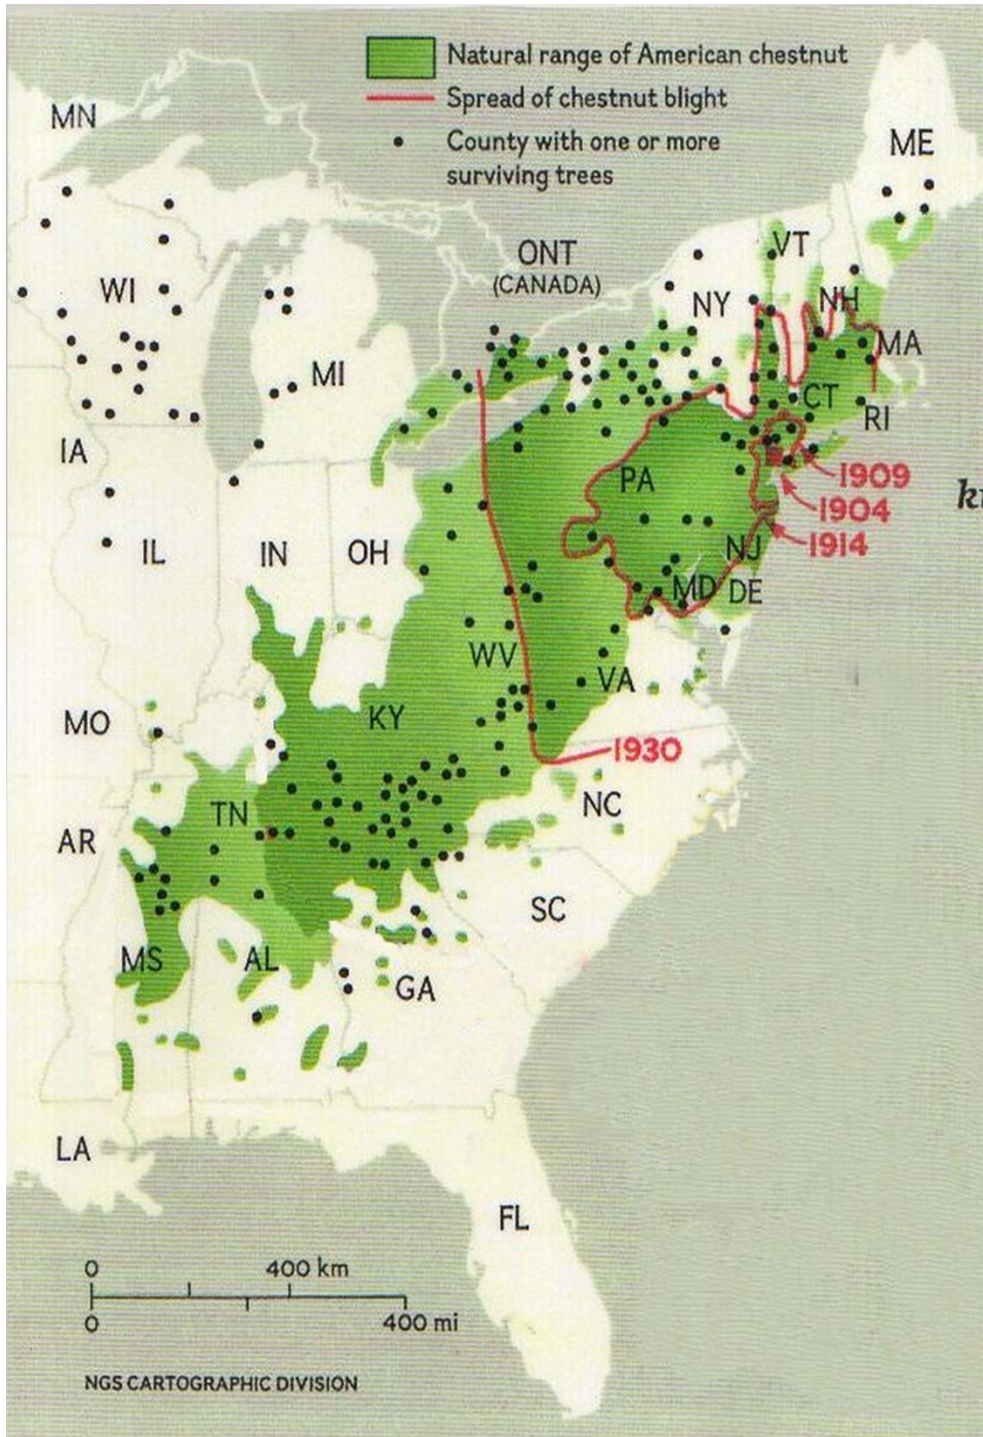 Natural range of American chestnut
Spread of chestnut blight
County with one or more
surviving trees
MN
ME
ONT
(CANADA)
VT
WI
NY
NH
MI
MA
CT
RI
IA
PA
1909
1904
IL
IN
OH
NJ
1914
MD
DE
WV
VA
KY
MO
1930
TN
NC
AR
SC
MS
AL
GA
LA
FL
0
400 km
0
400 mi
NGS CARTOGRAPHIC DIVISION